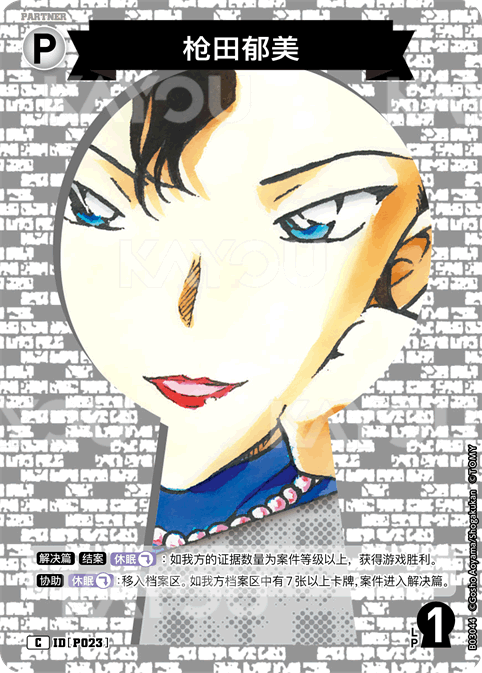 PARTNER
P
枪田郁美
KAYOU
KAYOU
解决篇 结案 休眠 :如我方的证据数量为案件等级以上，获得游戏胜利。
协助 休眠 :移入档案区。如我方档案区中有7张以上卡牌,案件进入解决篇。
C ID[P023]
LP 1
B03044 ©Gosho Aoyama/Shogakukan ©TOMY